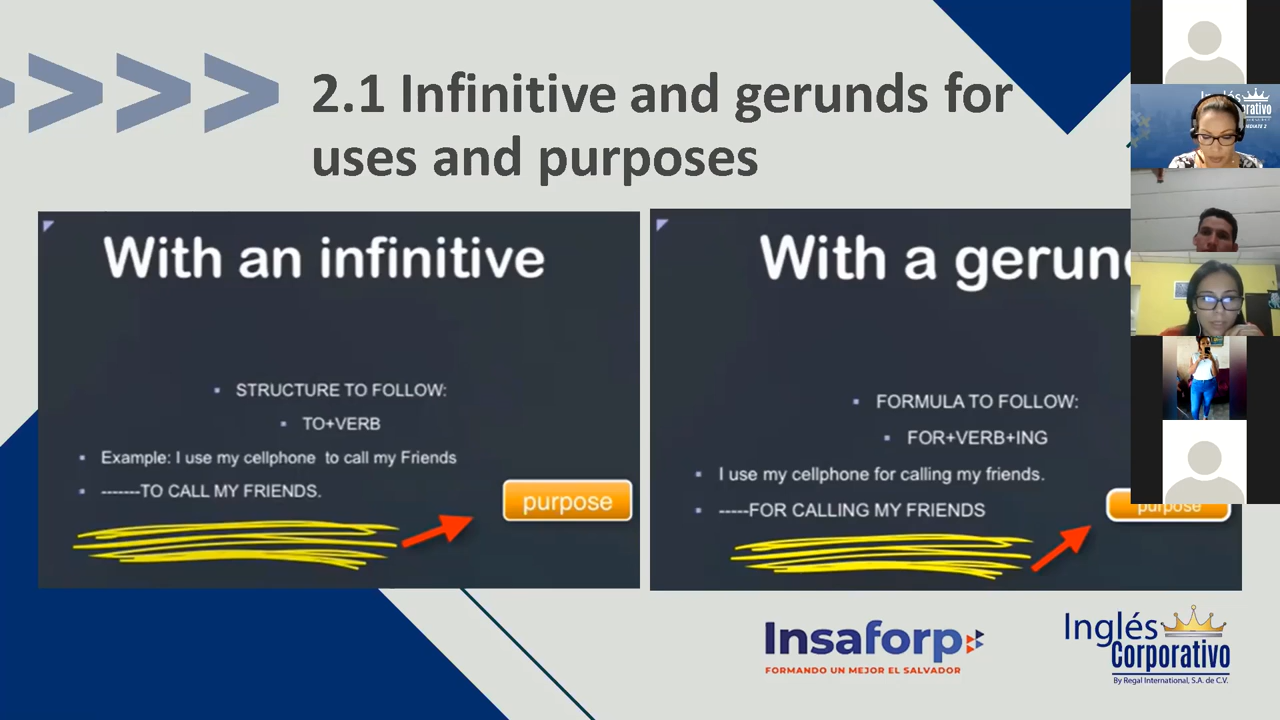 2.1 Infinitive and gerunds for
uses and purposes
With an infinitive
STRUCTURE TO FOLLOW:
TO+VERB
Example: I use my cellphone to call my Friends
-------TO CALL MY FRIENDS.
purpose
With a gerun
FORMULA TO FOLLOW:
FOR+VERB+ING
I use my cellphone for calling my friends.
-----FOR CALLING MY FRIENDS
purpose
Insaforp
FORMANDO UN MEJOR EL SALVADOR
Inglés
Corporativo
By Regal International, S.A. de C.V.